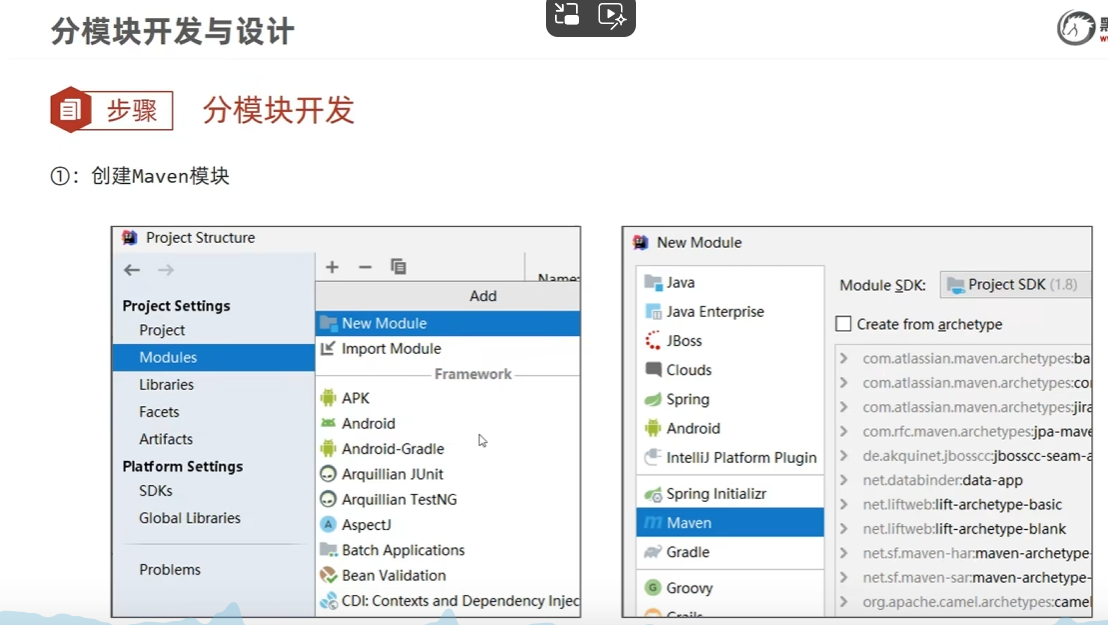 分模块开发与设计
步骤
分模块开发
①：创建Maven模块
Project Structure
Name:
Add
Project Settings
Project
Modules
Libraries
Facets
Artifacts
Platform Settings
SDKs
Global Libraries
Problems
New Module
Import Module
Framework
APK
Android
Android-Gradle
Arquillian JUnit
Arquillian TestNG
AspectJ
Batch Applications
Bean Validation
CDI: Contexts and Dependency Injec
New Module
Java
Java Enterprise
JBoss
Clouds
Spring
Android
IntelliJ Platform Plugin
Spring Initializr
Maven
Gradle
Groovy
Module SDK: Project SDK (1.8)
Create from archetype
com.atlassian.maven.archetypes:ba
com.atlassian.maven.archetypes:co
com.atlassian.maven.archetypes:jira
com.rfc.maven.archetypes:jpa-mave
de.akquinet.jbosscc:jbosscc-seam-a
net.databinder:data-app
net.liftweb:lift-archetype-basic
net.liftweb:lift-archetype-blank
net.sf.maven-har:maven-archetype-
net.sf.maven-sar:maven-archetype-
org.apache.camel.archetypes:camel